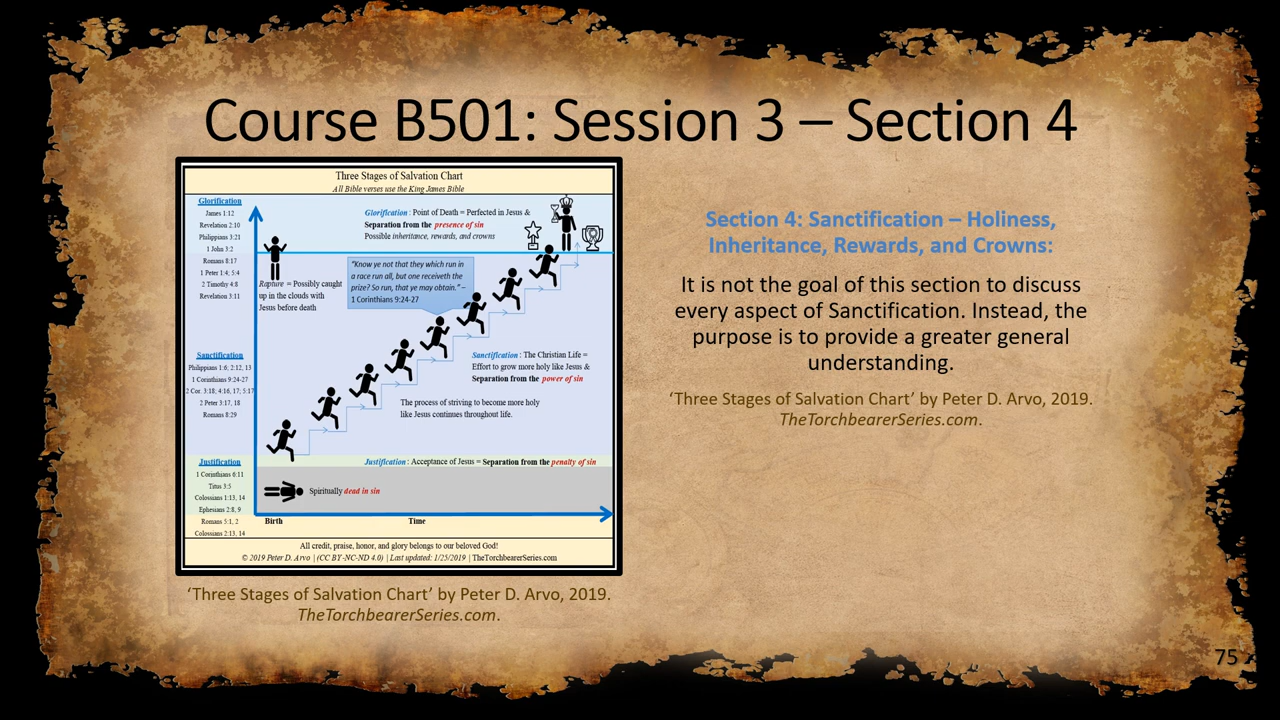 Course B501: Session 3 – Section 4
Three Stages of Salvation Chart
All Bible verses use the King James Bible
Glorification
James 1:12
Revelation 2:10
Philippians 3:21
1 John 3:2
Romans 8:17
1 Peter 1:4; 5:4
2 Timothy 4:8
Revelation 3:11
Sanctification
Philippians 1:6; 2:12, 13
1 Corinthians 9:24-27
2 Cor. 3:18; 4:16, 17; 5:17
2 Peter 3:17, 18
Romans 8:29
Justification
1 Corinthians 6:11
Titus 3:5
Colossians 1:13, 14
Ephesians 2:8, 9
Romans 5:1, 2
Colossians 2:13, 14
Glorification: Point of Death = Perfected in Jesus &
Separation from the presence of sin
Possible inheritance, rewards, and crowns
Rapture = Possibly caught
up in the clouds with
Jesus before death
"Know ye not that they which run in
a race run all, but one receiveth the
prize? So run, that ye may obtain." –
1 Corinthians 9:24-27
Sanctification: The Christian Life =
Effort to grow more holy like Jesus &
Separation from the power of sin
The process of striving to become more holy
like Jesus continues throughout life.
Justification: Acceptance of Jesus = Separation from the penalty of sin
Spiritually dead in sin
Birth
Time
All credit, praise, honor, and glory belongs to our beloved God!
© 2019 Peter D. Arvo | (CC BY-NC-ND 4.0) | Last updated: 1/25/2019 | TheTorchbearerSeries.com
‘Three Stages of Salvation Chart’ by Peter D. Arvo, 2019.
TheTorchbearerSeries.com.
Section 4: Sanctification – Holiness,
Inheritance, Rewards, and Crowns:
It is not the goal of this section to discuss
every aspect of Sanctification. Instead, the
purpose is to provide a greater general
understanding.
‘Three Stages of Salvation Chart’ by Peter D. Arvo, 2019.
TheTorchbearerSeries.com.
75